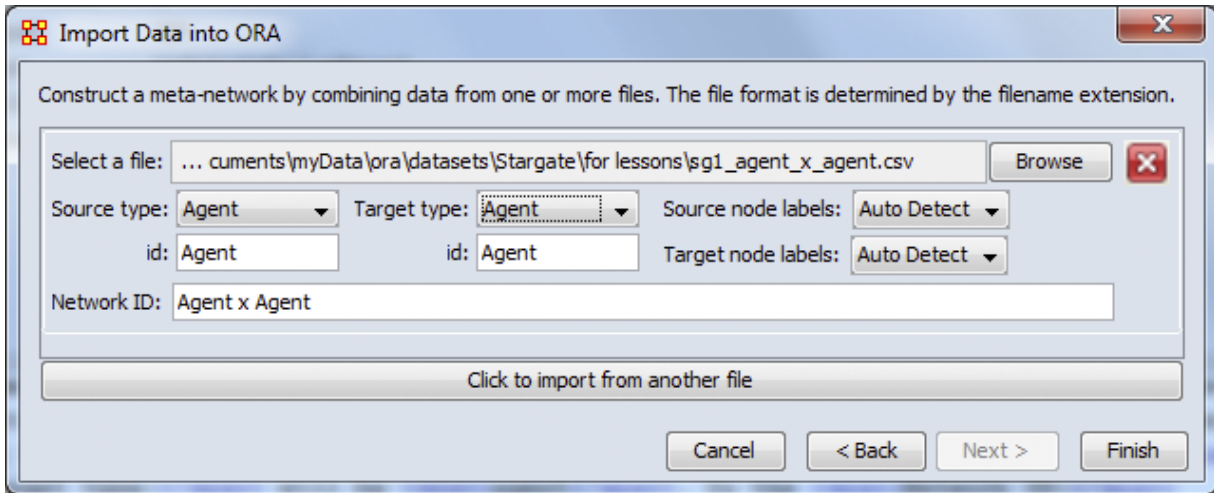 Import Data into ORA
Construct a meta-network by combining data from one or more files. The file format is determined by the filename extension.
Select a file: ... cuments\myData\ora\datasets\Stargate\for lessons\sg1_agent_x_agent.csv Browse
Source type: Agent Target type: Agent Source node labels: Auto Detect
id: Agent id: Agent Target node labels: Auto Detect
Network ID: Agent x Agent
Click to import from another file
Cancel < Back Next > Finish